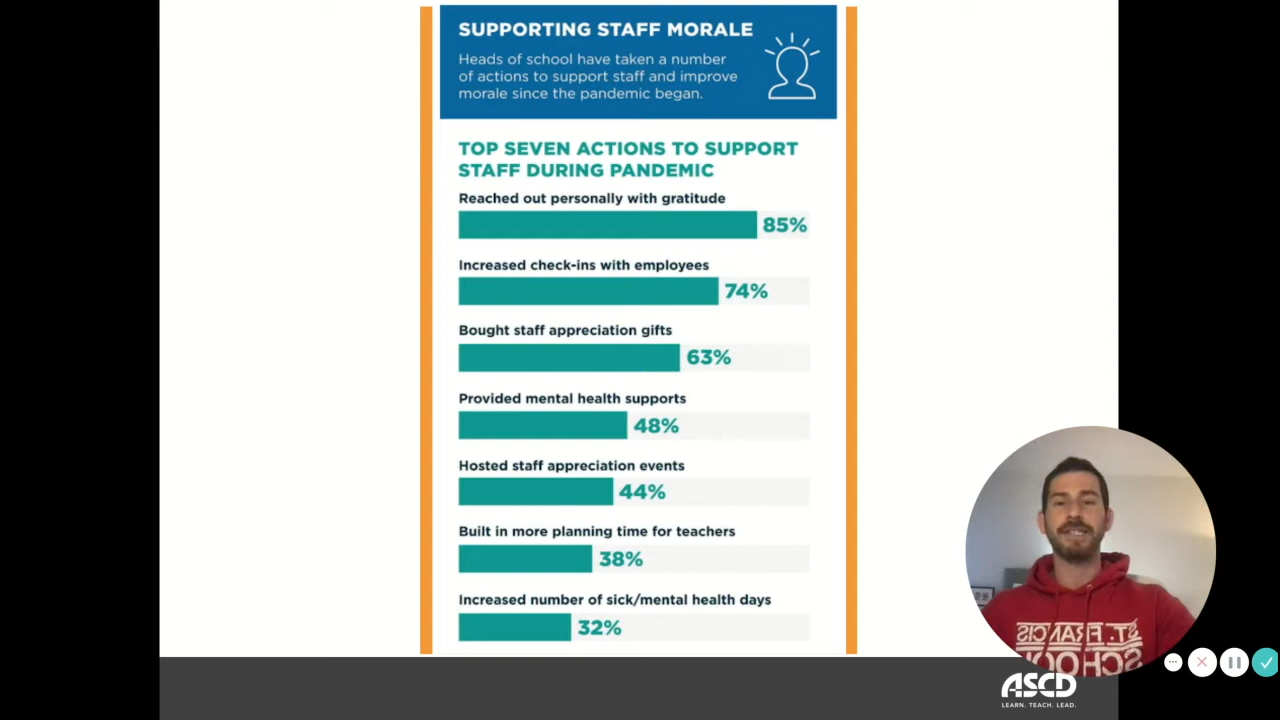 SUPPORTING STAFF MORALE
Heads of school have taken a number
of actions to support staff and improve
morale since the pandemic began.
TOP SEVEN ACTIONS TO SUPPORT
STAFF DURING PANDEMIC
Reached out personally with gratitude
85%
Increased check-ins with employees
74%
Bought staff appreciation gifts
63%
Provided mental health supports
48%
Hosted staff appreciation events
44%
Built in more planning time for teachers
38%
Increased number of sick/mental health days
32%
ST. FRANCIS
SCHOOL
ASCD
LEARN. TEACH. LEAD.